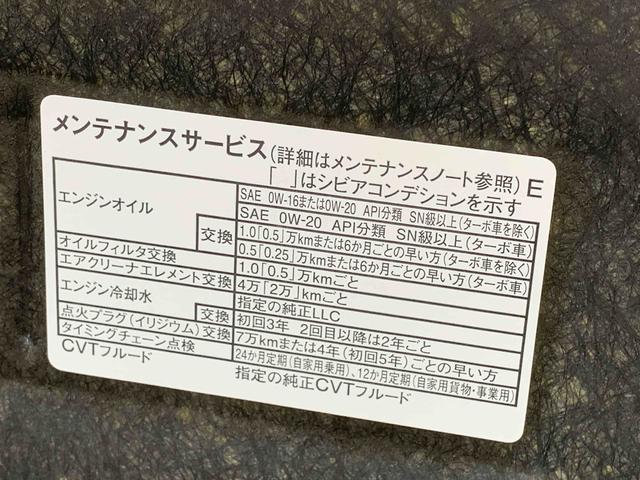 メンテナンスサービス(詳細はメンテナンスノート参照) E
「 」はシビアコンデションを示す
エンジンオイル
SAE 0W-16または0W-20 API分類 SN級以上(ターボ車を除く)
SAE 0W-20 API分類 SN級以上(ターボ車)
交換
1.0「0.5」万kmまたは6か月ごとの早い方(ターボ車を除く)
0.5「0.25」万kmまたは6か月ごとの早い方(ターボ車)
オイルフィルタ交換
1.0「0.5」万kmごと
エアクリーナエレメント交換
4万「2万」kmごと
エンジン冷却水
指定の純正LLC
交換
初回3年 2回目以降は2年ごと
点火プラグ(イリジウム)交換
7万kmまたは4年(初回5年)ごとの早い方
タイミングチェーン点検
24か月定期(自家用乗用)、12か月定期(自家用貨物・事業用)
CVTフルード
指定の純正CVTフルード